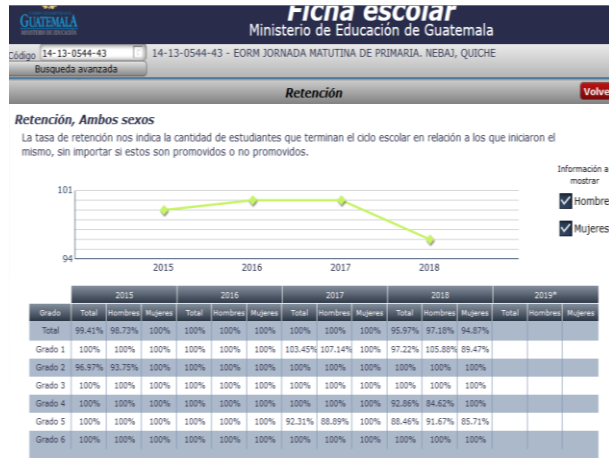 GUATEMALA
MINISTERIO DE EDUCACIÓN
Ficha escolar
Ministerio de Educación de Guatemala
Código 14-13-0544-43 14-13-0544-43 - EORM JORNADA MATUTINA DE PRIMARIA. NEBAJ, QUICHE
Busqueda avanzada
Retención Volve
Retención, Ambos sexos
La tasa de retención nos indica la cantidad de estudiantes que terminan el ciclo escolar en relación a los que iniciaron el
mismo, sin importar si estos son promovidos o no promovidos.
Información a
mostrar
Hombre
Mujeres
101
94
2015 2016 2017 2018
2015 2016 2017 2018 2019*
Grado Total Hombres Mujeres Total Hombres Mujeres Total Hombres Mujeres Total Hombres Mujeres Total Hombres Mujeres
Total 99.41% 98.73% 100% 100% 100% 100% 100% 100% 100% 95.97% 97.18% 94.87%
Grado 1 100% 100% 100% 100% 100% 100% 103.45% 107.14% 100% 97.22% 105.88% 89.47%
Grado 2 96.97% 93.75% 100% 100% 100% 100% 100% 100% 100% 100% 100% 100%
Grado 3 100% 100% 100% 100% 100% 100% 100% 100% 100% 100% 100% 100%
Grado 4 100% 100% 100% 100% 100% 100% 100% 100% 100% 92.86% 84.62% 100%
Grado 5 100% 100% 100% 100% 100% 100% 92.31% 88.89% 100% 88.46% 91.67% 85.71%
Grado 6 100% 100% 100% 100% 100% 100% 100% 100% 100% 100% 100% 100%